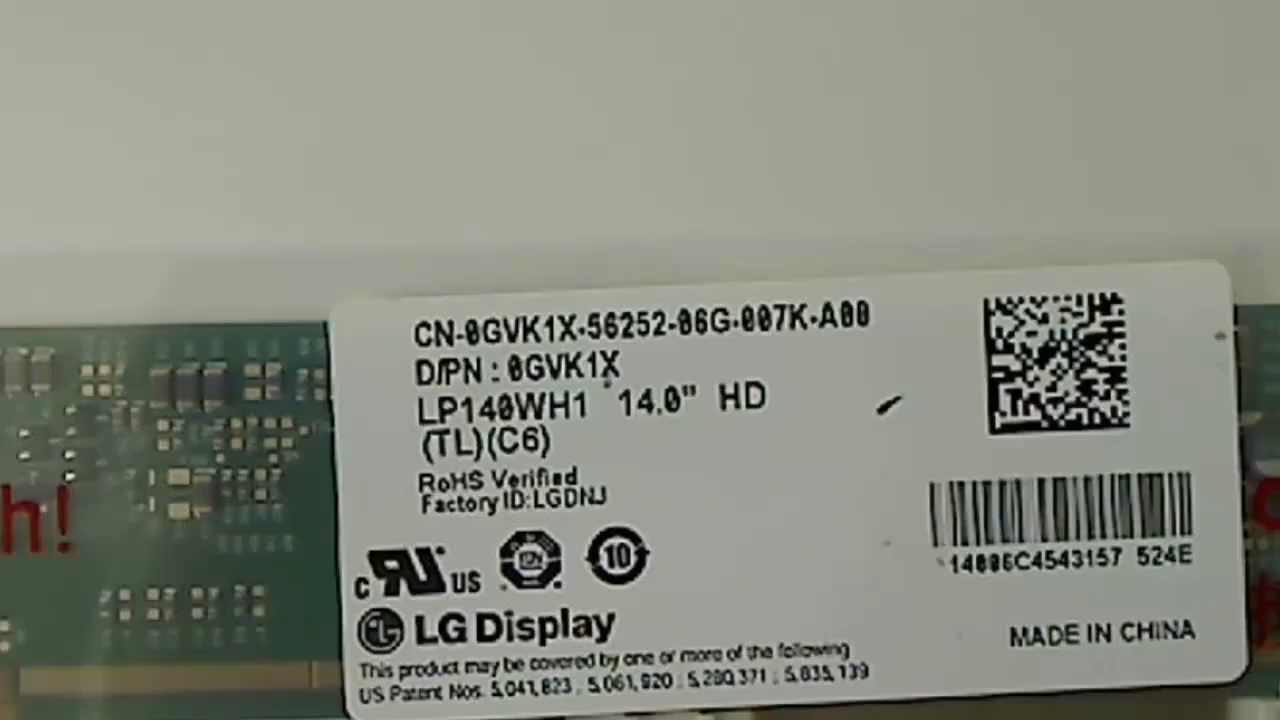 CN-0GVK1X-56252-06G-007K-A00
D/PN : 0GVK1X
LP140WH1 14.0" HD
(TL)(C6)
RoHS Verified
Factory ID:LGDNJ
c US
10
LG Display
This product may be covered by one or more of the following
US Patent Nos. 5,041,823 ; 5,061,920 ; 5,280,371 ; 5,835,139
14006C4543157 524E
MADE IN CHINA
h!